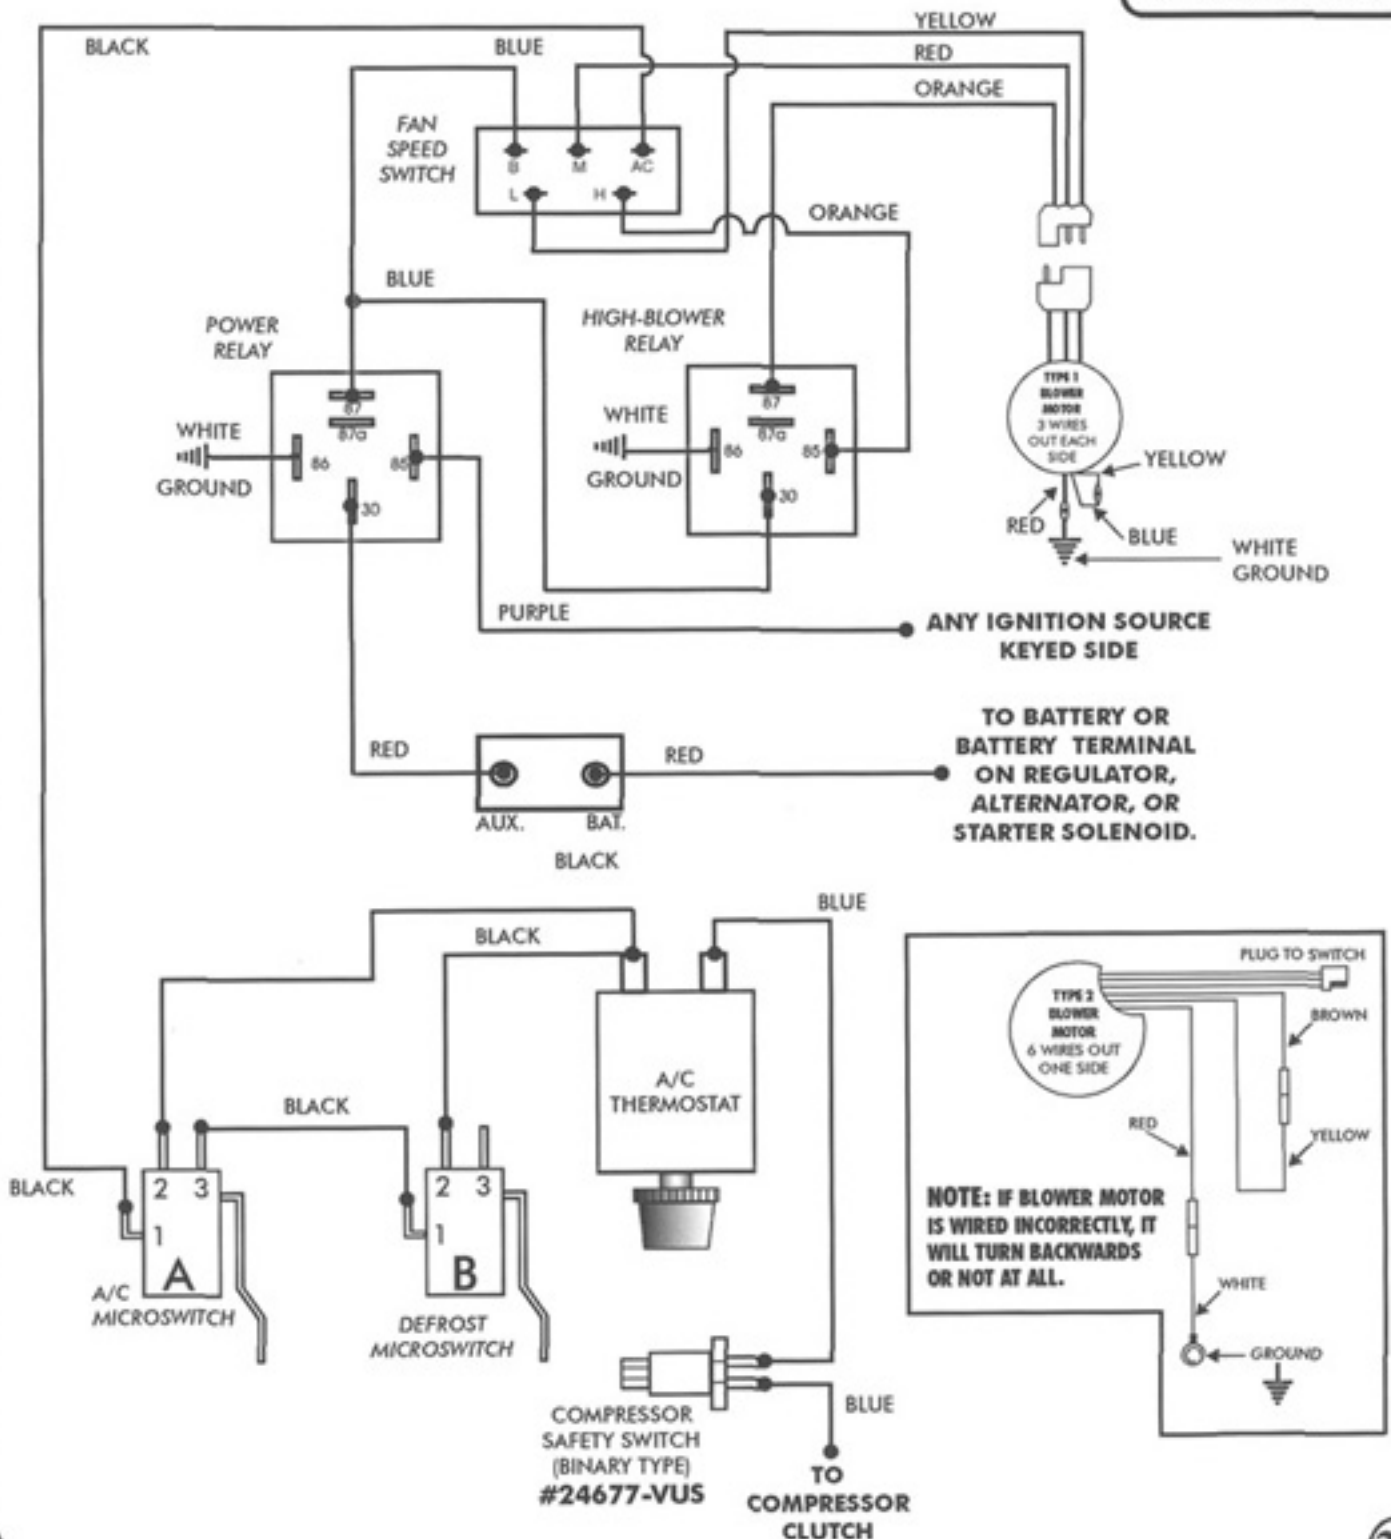 YELLOW
BLACK
BLUE
RED
ORANGE
FAN
SPEED
SWITCH
B
M
AC
L
H
ORANGE
BLUE
POWER
RELAY
HIGH-BLOWER
RELAY
87
87a
86
85
30
WHITE
GROUND
87
87a
86
85
30
WHITE
GROUND
TYPE 1
BLOWER
MOTOR
3 WIRES
OUT EACH
SIDE
YELLOW
RED
BLUE
WHITE
GROUND
PURPLE
ANY IGNITION SOURCE
KEYED SIDE
TO BATTERY OR
BATTERY TERMINAL
ON REGULATOR,
ALTERNATOR, OR
STARTER SOLENOID.
RED
RED
AUX.
BAT.
BLACK
BLUE
BLACK
A/C
THERMOSTAT
BLACK
BLACK
2 3
1
A
A/C
MICROSWITCH
2 3
1
B
DEFROST
MICROSWITCH
COMPRESSOR
SAFETY SWITCH
(BINARY TYPE)
#24677-VUS
BLUE
TO
COMPRESSOR
CLUTCH
PLUG TO SWITCH
TYPE 2
BLOWER
MOTOR
6 WIRES OUT
ONE SIDE
BROWN
RED
YELLOW
NOTE: IF BLOWER MOTOR
IS WIRED INCORRECTLY, IT
WILL TURN BACKWARDS
OR NOT AT ALL.
WHITE
GROUND